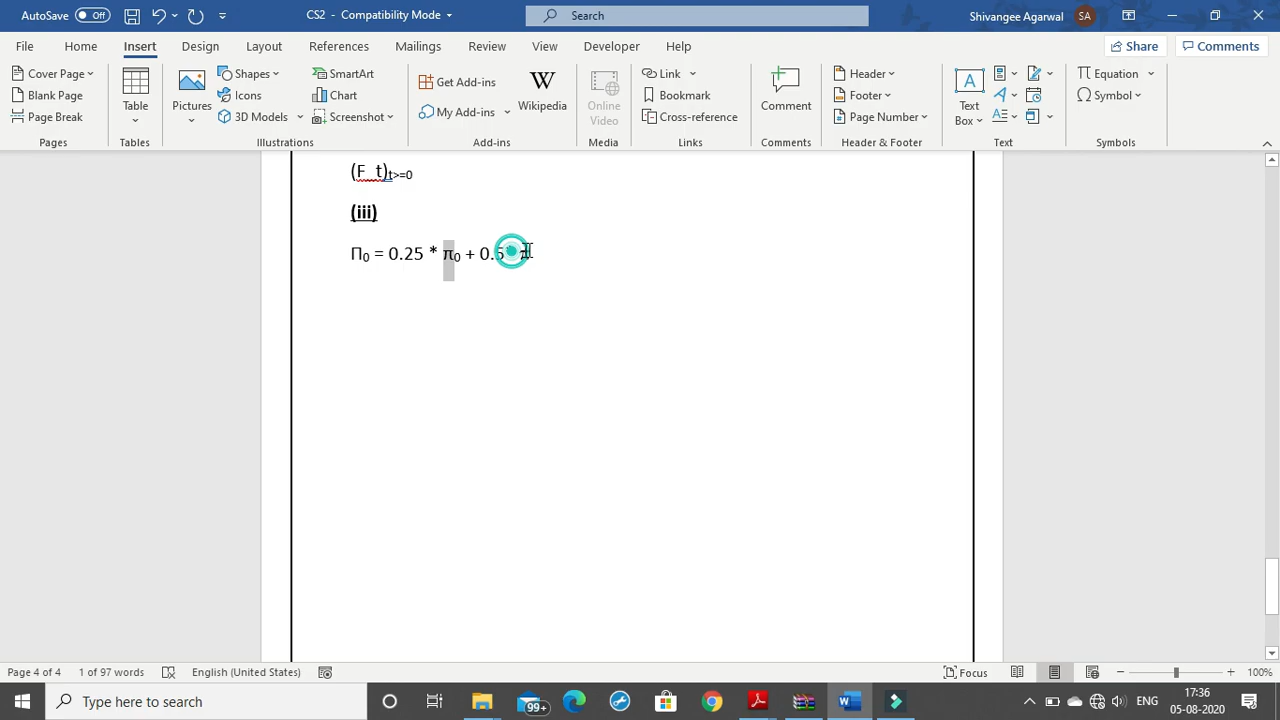 AutoSave Off CS2 - Compatibility Mode Search Shivangee Agarwal SA
File Home Insert Design Layout References Mailings Review View Developer Help Share Comments
Cover Page Blank Page Page Break
Pages
Table
Tables
Pictures Shapes Icons 3D Models SmartArt Chart Screenshot
Illustrations
Get Add-ins My Add-ins Wikipedia
Add-ins
Online Video
Media
Link Bookmark Cross-reference
Links
Comment
Comments
Header Footer Page Number
Header & Footer
Text Box
Text
Equation Symbol
Symbols
(F_t)t>=0
(iii)
Π0 = 0.25 * π0 + 0.5
Page 4 of 4 1 of 97 words English (United States) Focus 100%
Type here to search 99+ ENG 17:36 05-08-2020